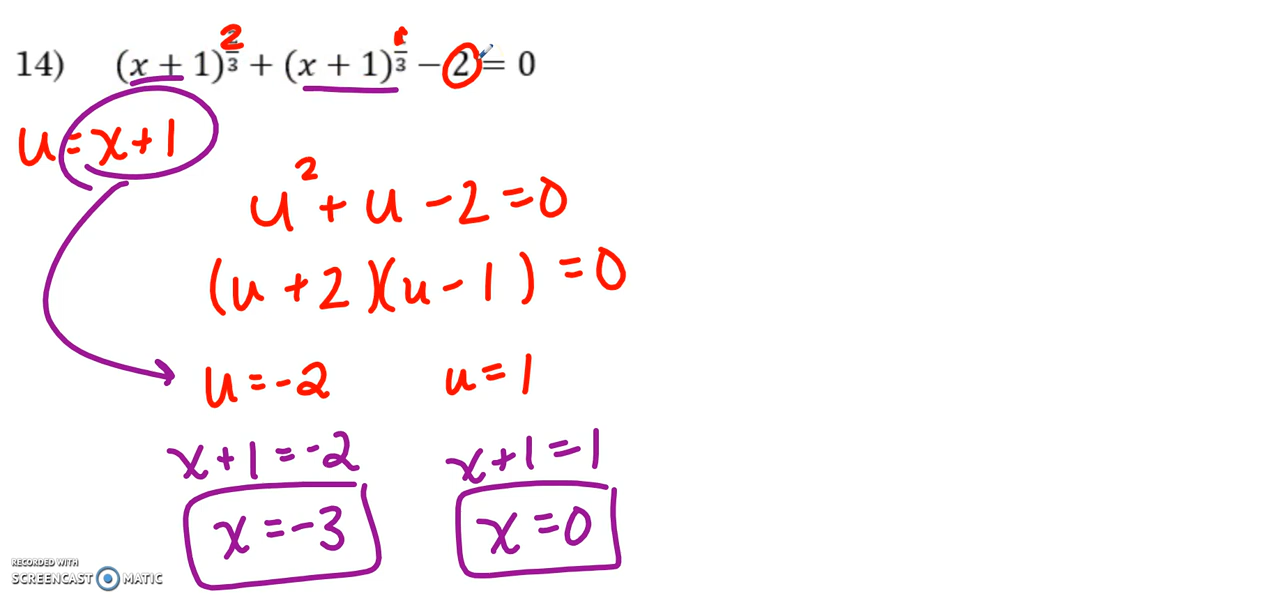 14) (x + 1)^{2/3} + (x + 1)^{1/3} − 2 = 0
u = x+1
u² + u − 2 = 0
(u + 2)(u − 1) = 0
u = -2 u = 1
x+1 = -2 x+1 = 1
x = -3 x = 0
RECORDED WITH
SCREENCAST MATIC